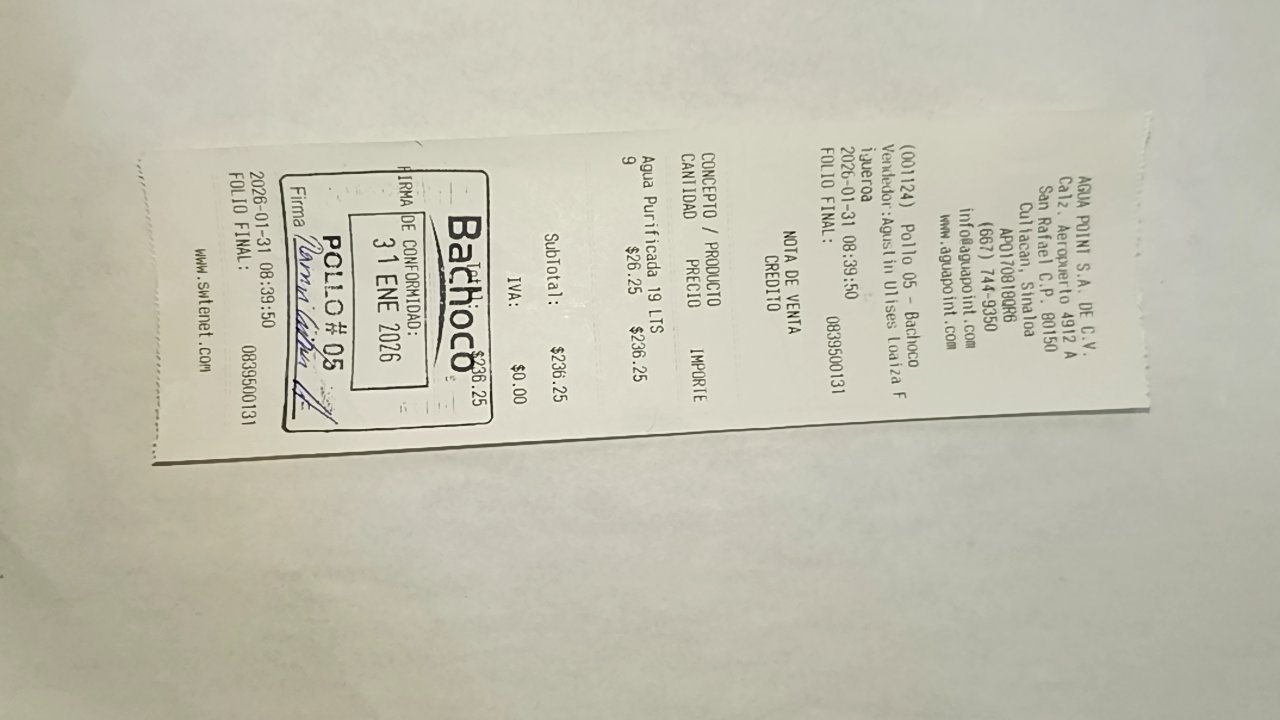 AGUA POINT S.A. DE C.V.
Calz. Aeropuerto 4912 A
San Rafael C.P. 80150
Culiacan, Sinaloa
APO170818QR6
(667) 744-9350
info@aguapoint.com
www.aguapoint.com
(001124) Pollo 05 - Bachoco
Vendedor:Agustin Ulises Loaiza F
igueroa
2026-01-31 08:39:50
FOLIO FINAL: 0839500131
NOTA DE VENTA
CREDITO
CONCEPTO / PRODUCTO
CANTIDAD PRECIO IMPORTE
Agua Purificada 19 LTS
9 $26.25 $236.25
SubTotal: $236.25
IVA: $0.00
Total: $236.25
Bachoco
FIRMA DE CONFORMIDAD:
31 ENE 2026
POLLO # 05
Firma
2026-01-31 08:39:50
FOLIO FINAL: 0839500131
www.swtenet.com